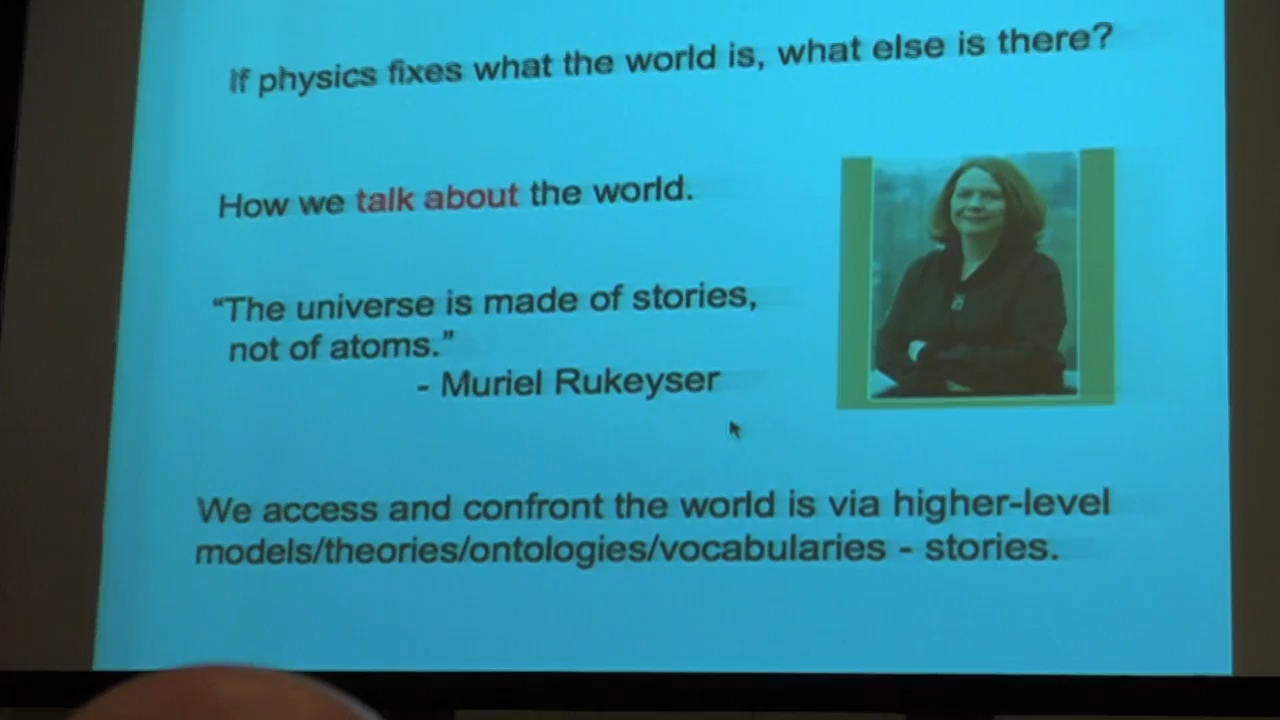 If physics fixes what the world is, what else is there?
How we talk about the world.
“The universe is made of stories,
not of atoms.”
- Muriel Rukeyser
We access and confront the world is via higher-level
models/theories/ontologies/vocabularies - stories.